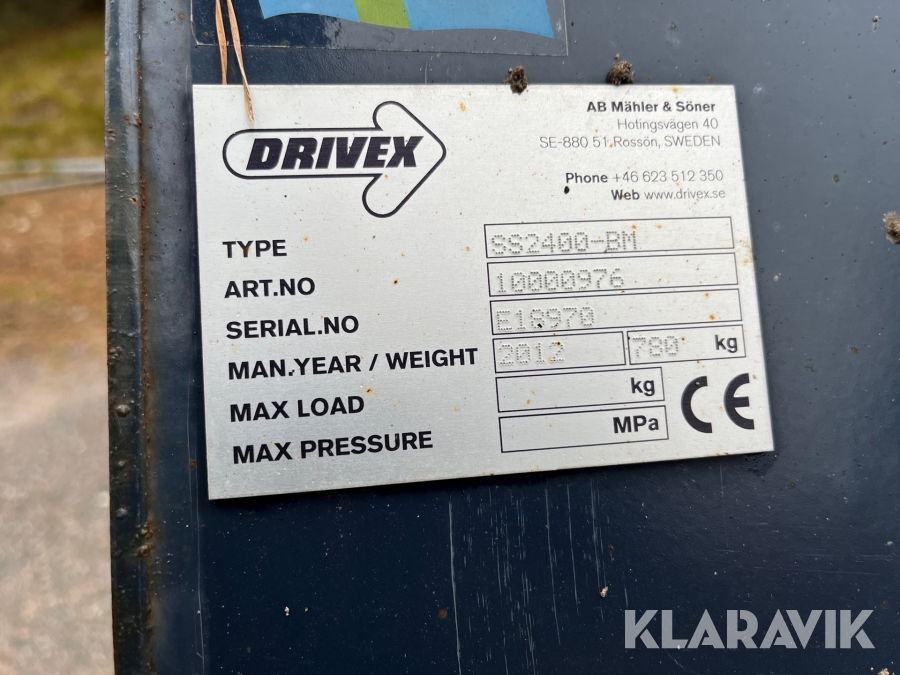 DRIVEX
AB Mähler & Söner
Hotingsvägen 40
SE-880 51 Rossön, SWEDEN
Phone +46 623 512 350
Web www.drivex.se
TYPE SS2400-BM
ART.NO 10000976
SERIAL.NO E18970
MAN.YEAR / WEIGHT 2012 780 kg
MAX LOAD kg
MAX PRESSURE MPa
CE
KLARAVIK